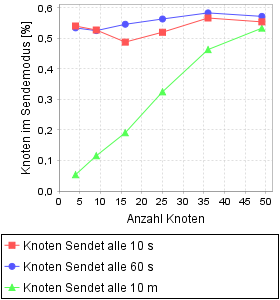 Knoten im Sendemodus [%]
0,6
0,5
0,4
0,3
0,2
0,1
0,0
0 5 10 15 20 25 30 35 40 45 50
Anzahl Knoten
Knoten Sendet alle 10 s
Knoten Sendet alle 60 s
Knoten Sendet alle 10 m